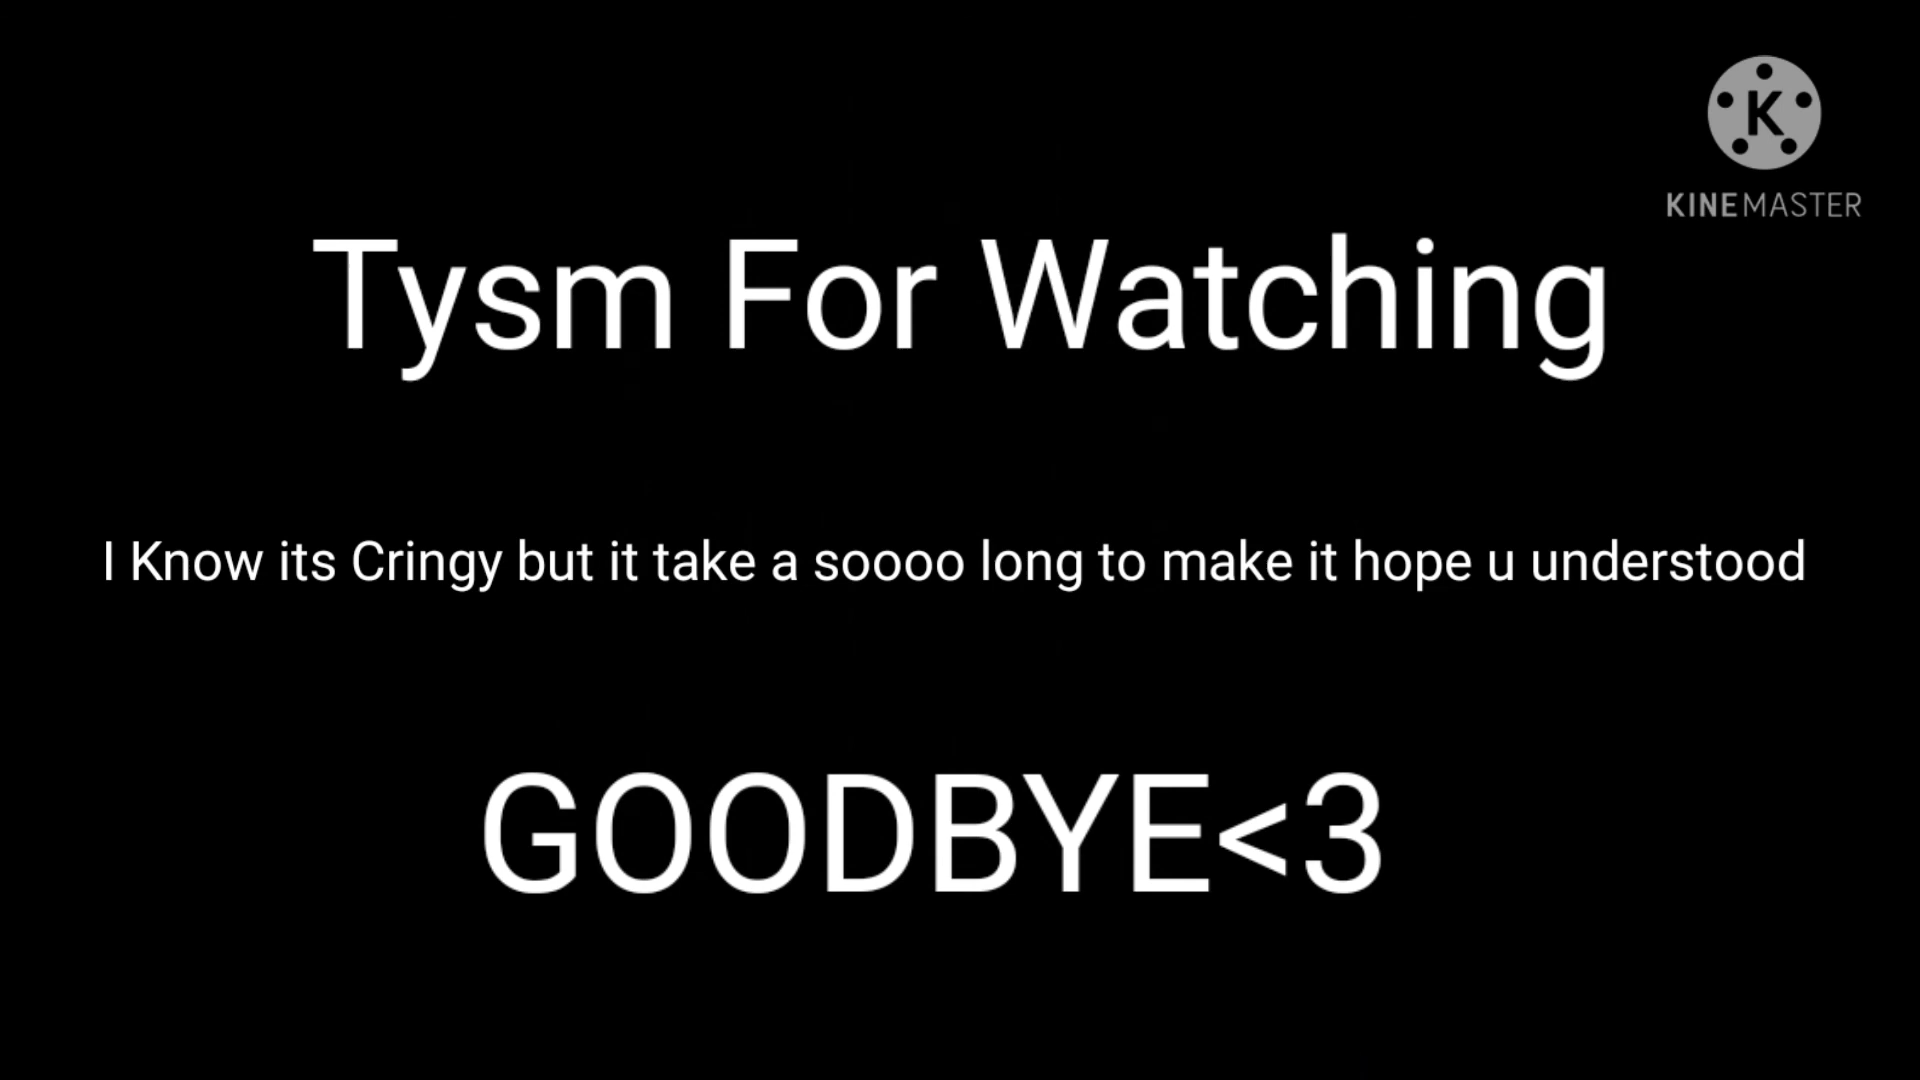 K
KINEMASTER
Tysm For Watching
I Know its Cringy but it take a soooo long to make it hope u understood
GOODBYE<3